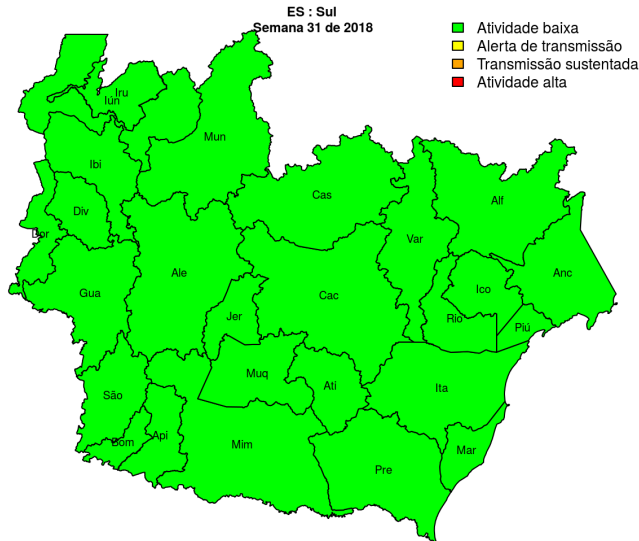 ES : Sul
Semana 31 de 2018
Atividade baixa
Alerta de transmissão
Transmissão sustentada
Atividade alta
Iru
Iún
Mun
Ibi
Cas
Alf
Div
Dor
Var
Ale
Anc
Gua
Cac
Ico
Jer
Rio
Piú
Muq
Ati
Ita
São
Bom
Api
Mim
Mar
Pre